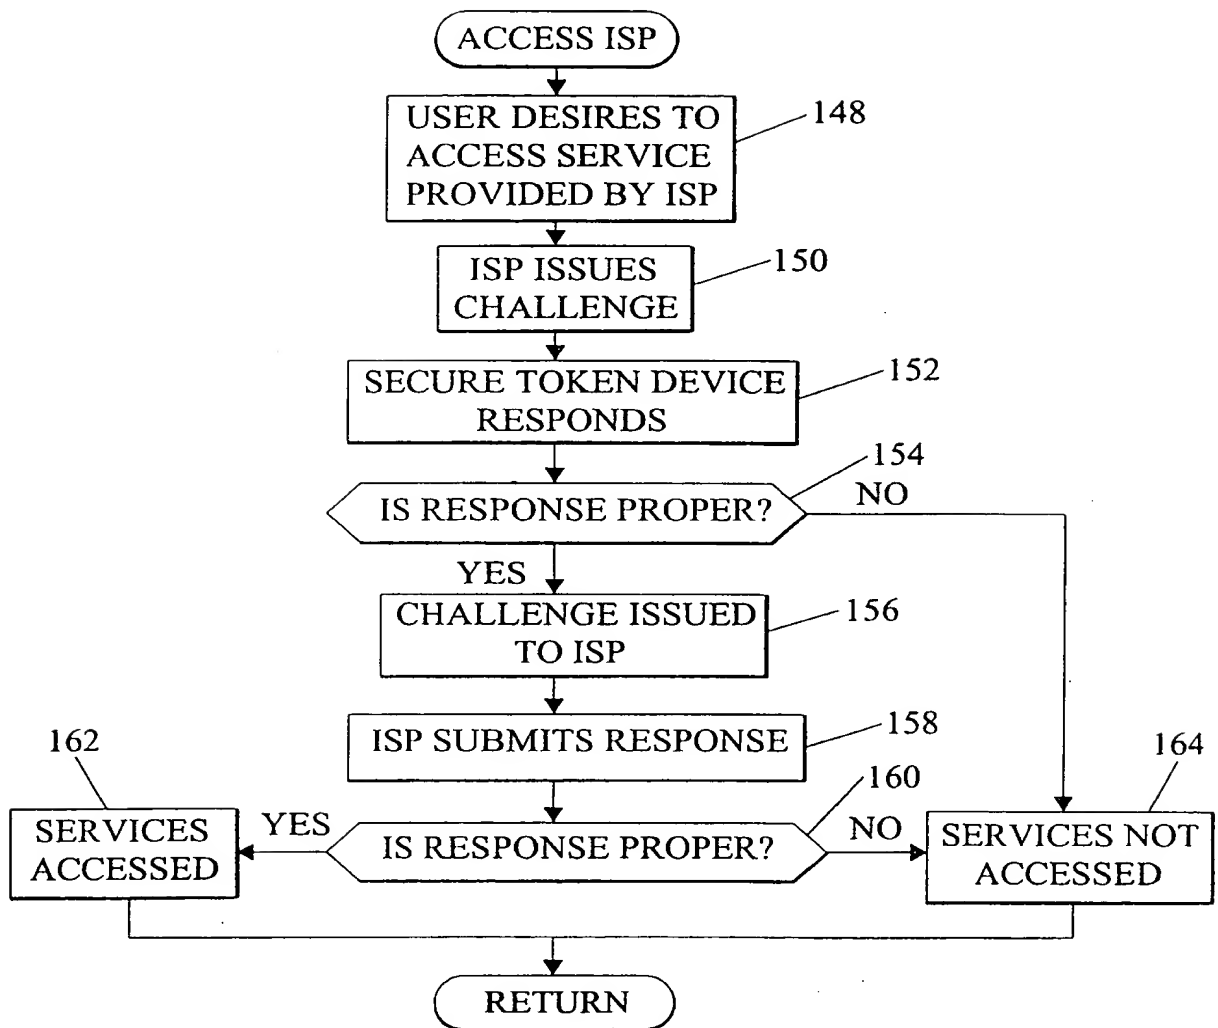 ACCESS ISP
USER DESIRES TO
ACCESS SERVICE
PROVIDED BY ISP
148
ISP ISSUES
CHALLENGE
150
SECURE TOKEN DEVICE
RESPONDS
152
IS RESPONSE PROPER?
154
NO
YES
CHALLENGE ISSUED
TO ISP
156
ISP SUBMITS RESPONSE
158
162
160
164
SERVICES
ACCESSED
YES
IS RESPONSE PROPER?
NO
SERVICES NOT
ACCESSED
RETURN